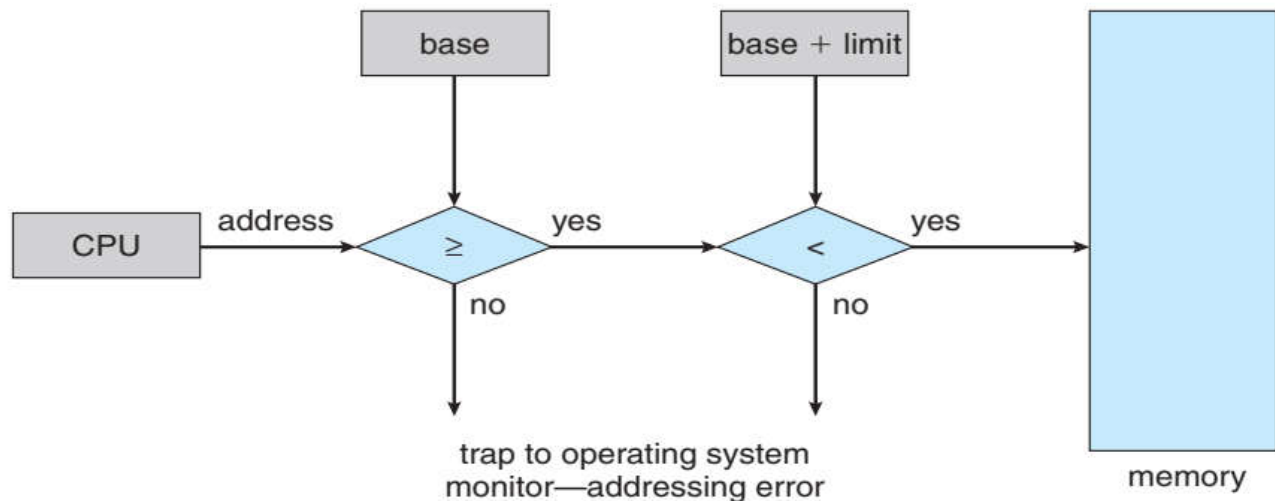 base
base + limit
CPU
address
≥
yes
<
yes
no
no
trap to operating system
monitor—addressing error
memory